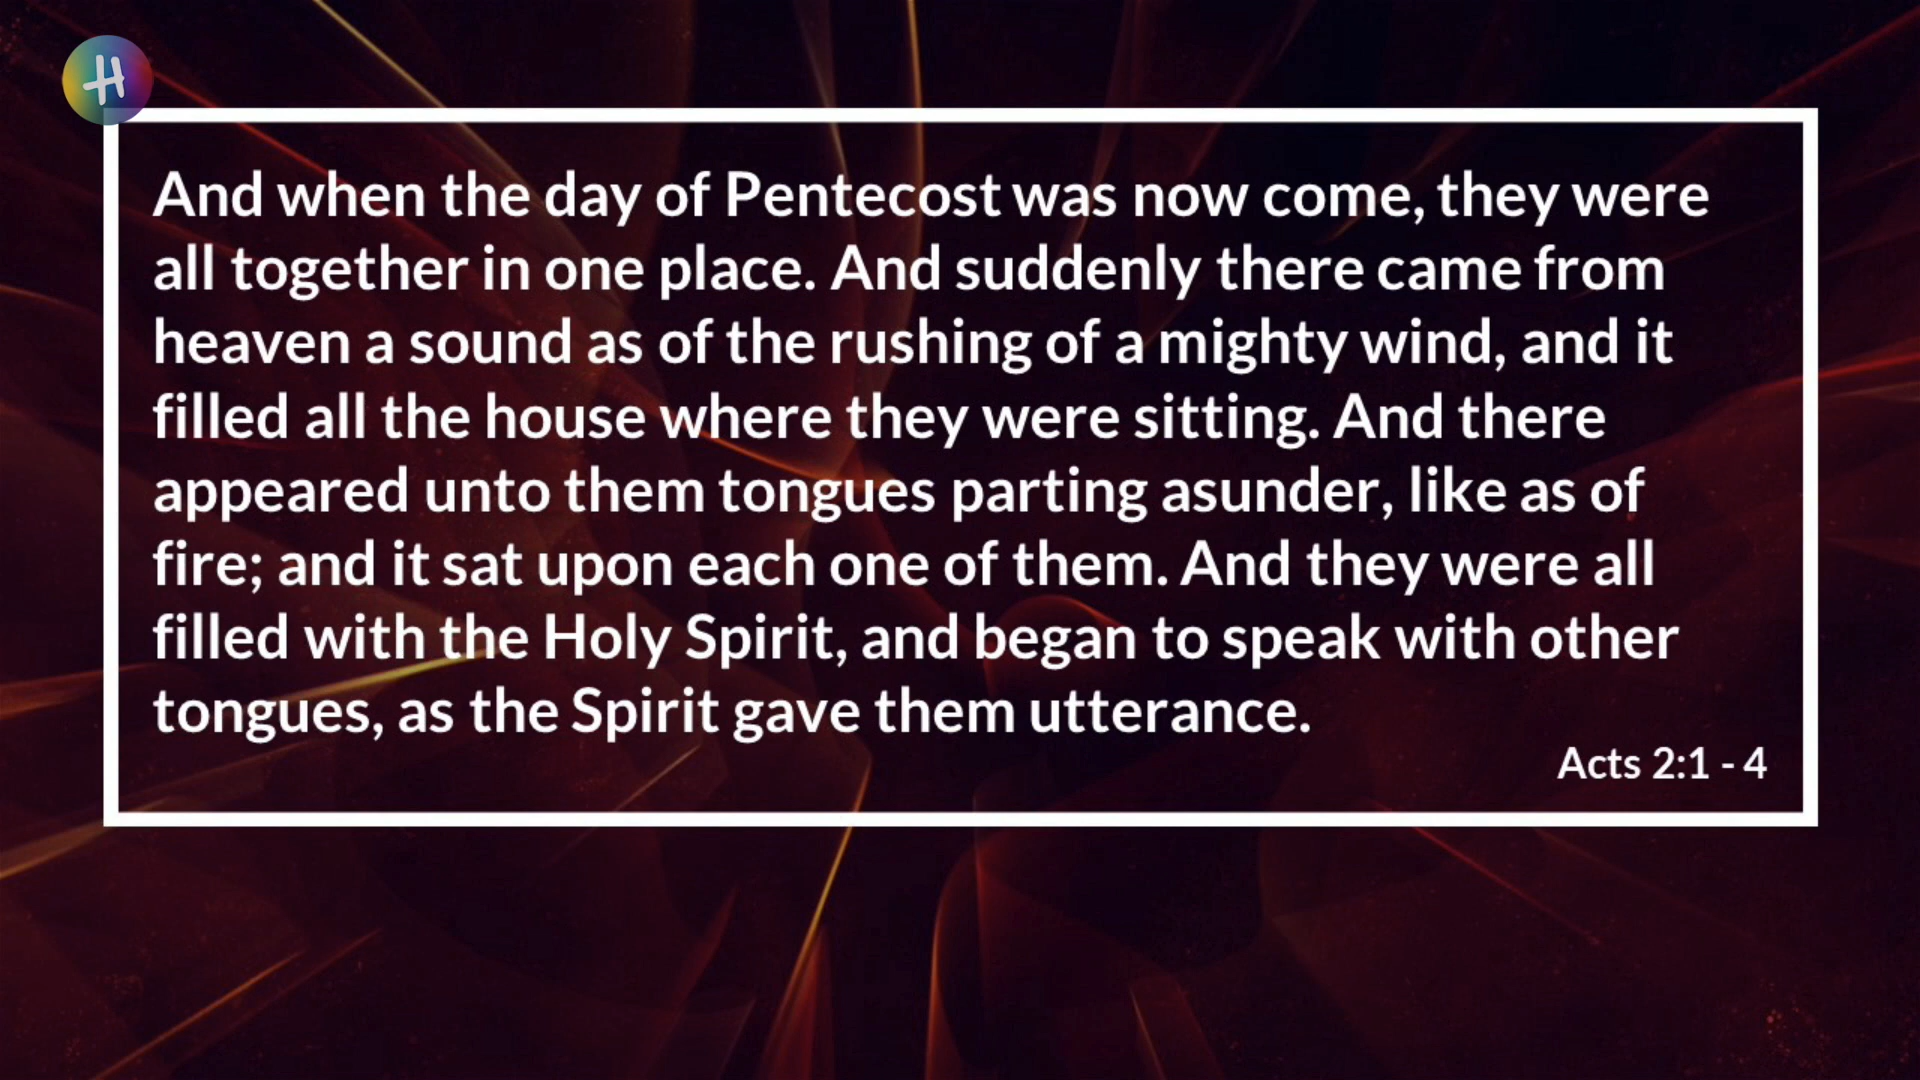 H
And when the day of Pentecost was now come, they were
all together in one place. And suddenly there came from
heaven a sound as of the rushing of a mighty wind, and it
filled all the house where they were sitting. And there
appeared unto them tongues parting asunder, like as of
fire; and it sat upon each one of them. And they were all
filled with the Holy Spirit, and began to speak with other
tongues, as the Spirit gave them utterance.
Acts 2:1 - 4